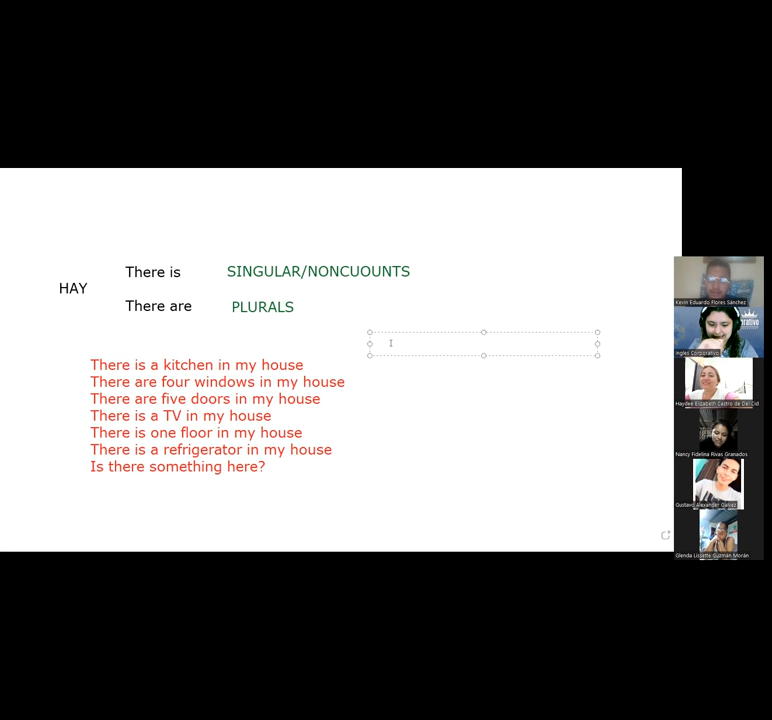 There is
SINGULAR/NONCUOUNTS
HAY
There are
PLURALS
There is a kitchen in my house
There are four windows in my house
There are five doors in my house
There is a TV in my house
There is one floor in my house
There is a refrigerator in my house
Is there something here?
Kevin Eduardo Flores Sánchez
Ingles Corporativo
Haydee Elizabeth Castro de Del Cid
Nancy Fidelina Rivas Granados
Gustavo Alexander Galvez
Glenda Lissette Guzmán Morán